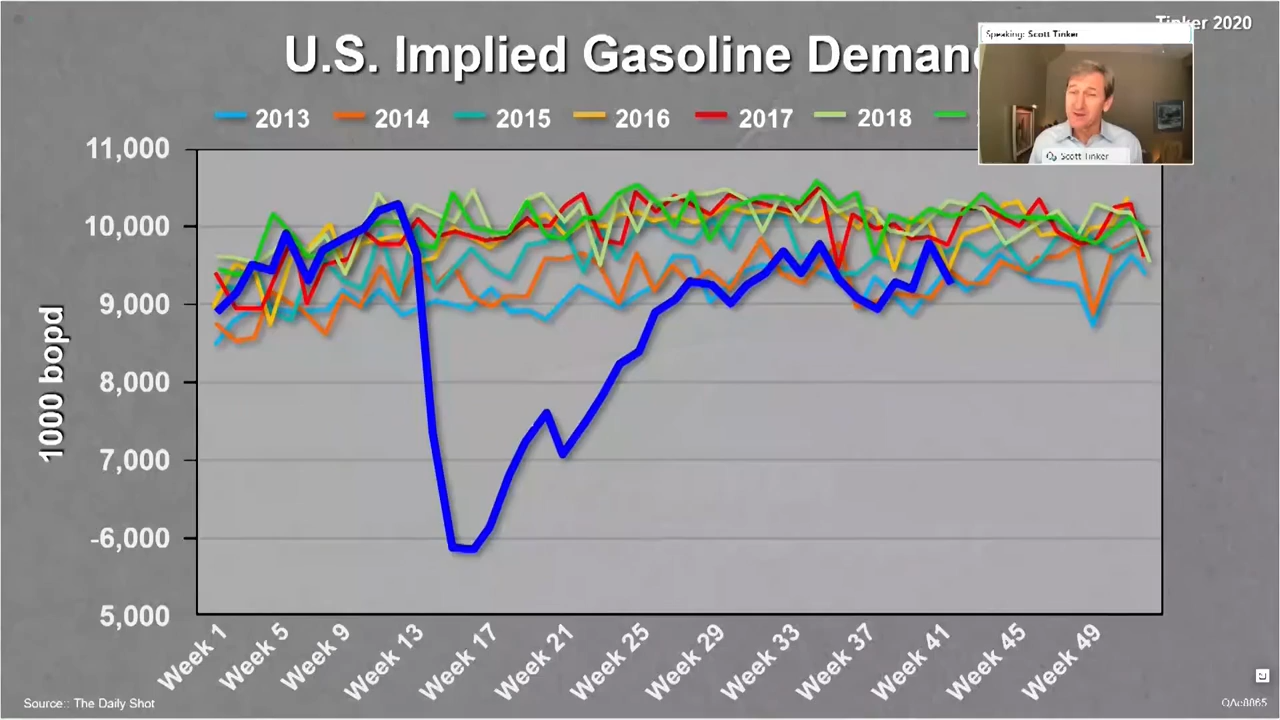 Tinker 2020
Speaking: Scott Tinker
U.S. Implied Gasoline Deman
2013 2014 2015 2016 2017 2018
Scott Tinker
11,000
10,000
9,000
8,000
7,000
-6,000
5,000
1000 bopd
Week 1 Week 5 Week 9 Week 13 Week 17 Week 21 Week 25 Week 29 Week 33 Week 37 Week 41 Week 45 Week 49
Source:: The Daily Shot
QAe8865